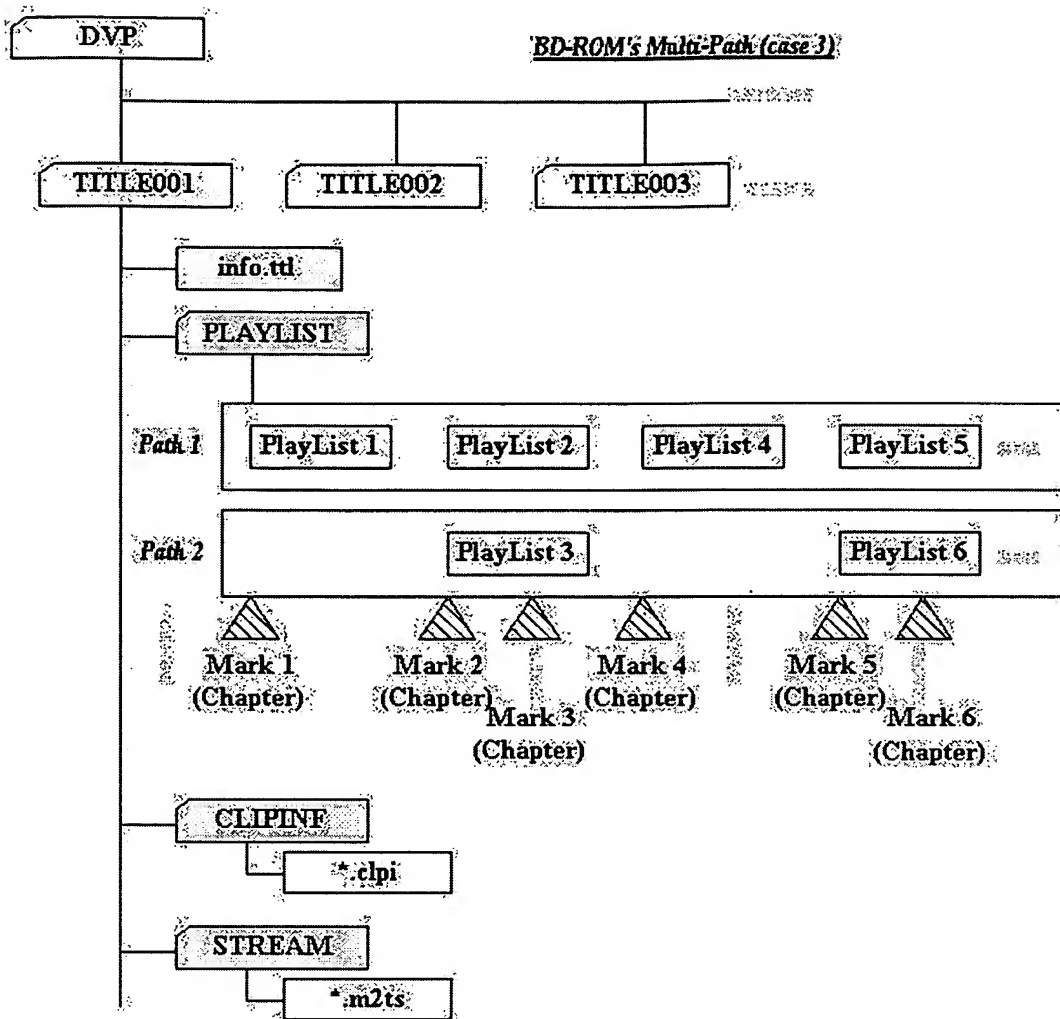 DVP
BD-ROM's Multi-Path (case 3)
TITLE001
TITLE002
TITLE003
info.ttl
PLAYLIST
Path 1
PlayList 1
PlayList 2
PlayList 4
PlayList 5
Path 2
PlayList 3
PlayList 6
Mark 1
(Chapter)
Mark 2
(Chapter)
Mark 3
(Chapter)
Mark 4
(Chapter)
Mark 5
(Chapter)
Mark 6
(Chapter)
CLIPINF
*.clpi
STREAM
*.m2ts